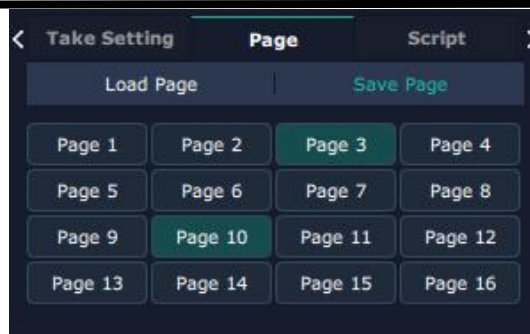 Take Setting Page Script
Load Page Save Page
Page 1 Page 2 Page 3 Page 4
Page 5 Page 6 Page 7 Page 8
Page 9 Page 10 Page 11 Page 12
Page 13 Page 14 Page 15 Page 16